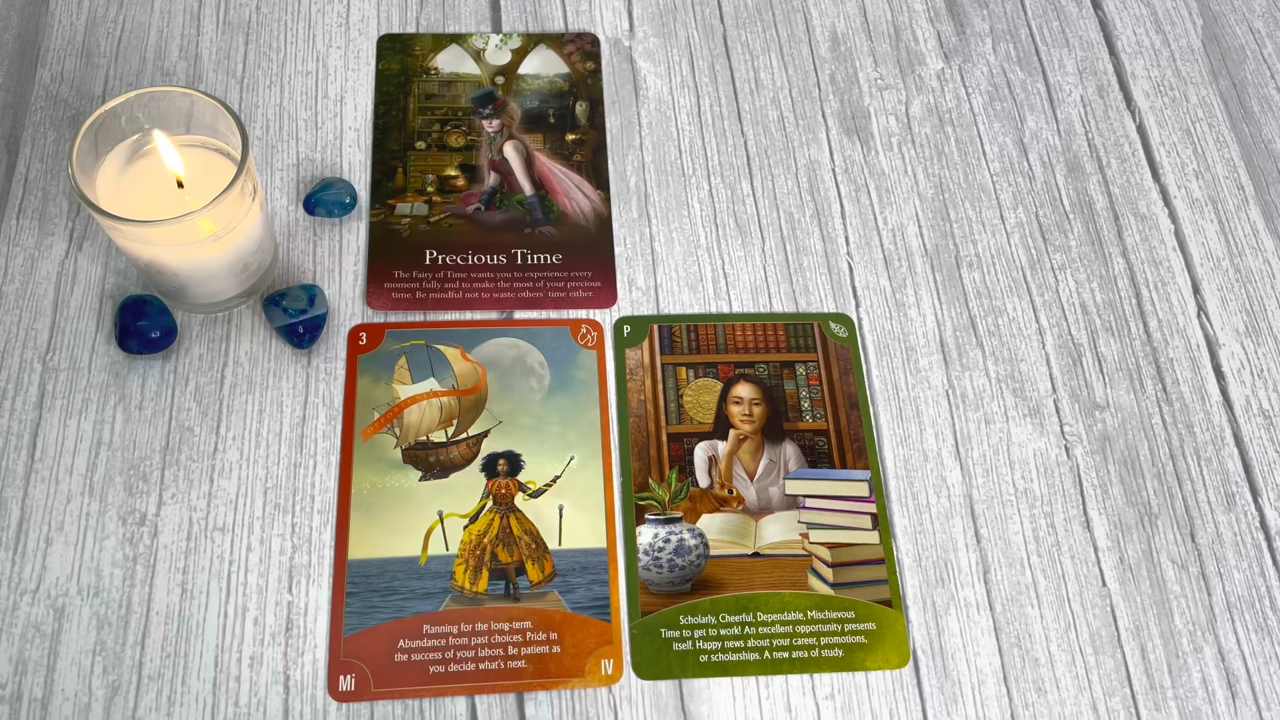 Precious Time
The Fairy of Time wants you to experience every
moment fully and to make the most of your precious
time. Be mindful not to waste others' time either.
3
OPPORTUNITY
Planning for the long-term.
Abundance from past choices. Pride in
the success of your labors. Be patient as
you decide what's next.
Mi
IV
P
Scholarly, Cheerful, Dependable, Mischievous
Time to get to work! An excellent opportunity presents
itself. Happy news about your career, promotions,
or scholarships. A new area of study.